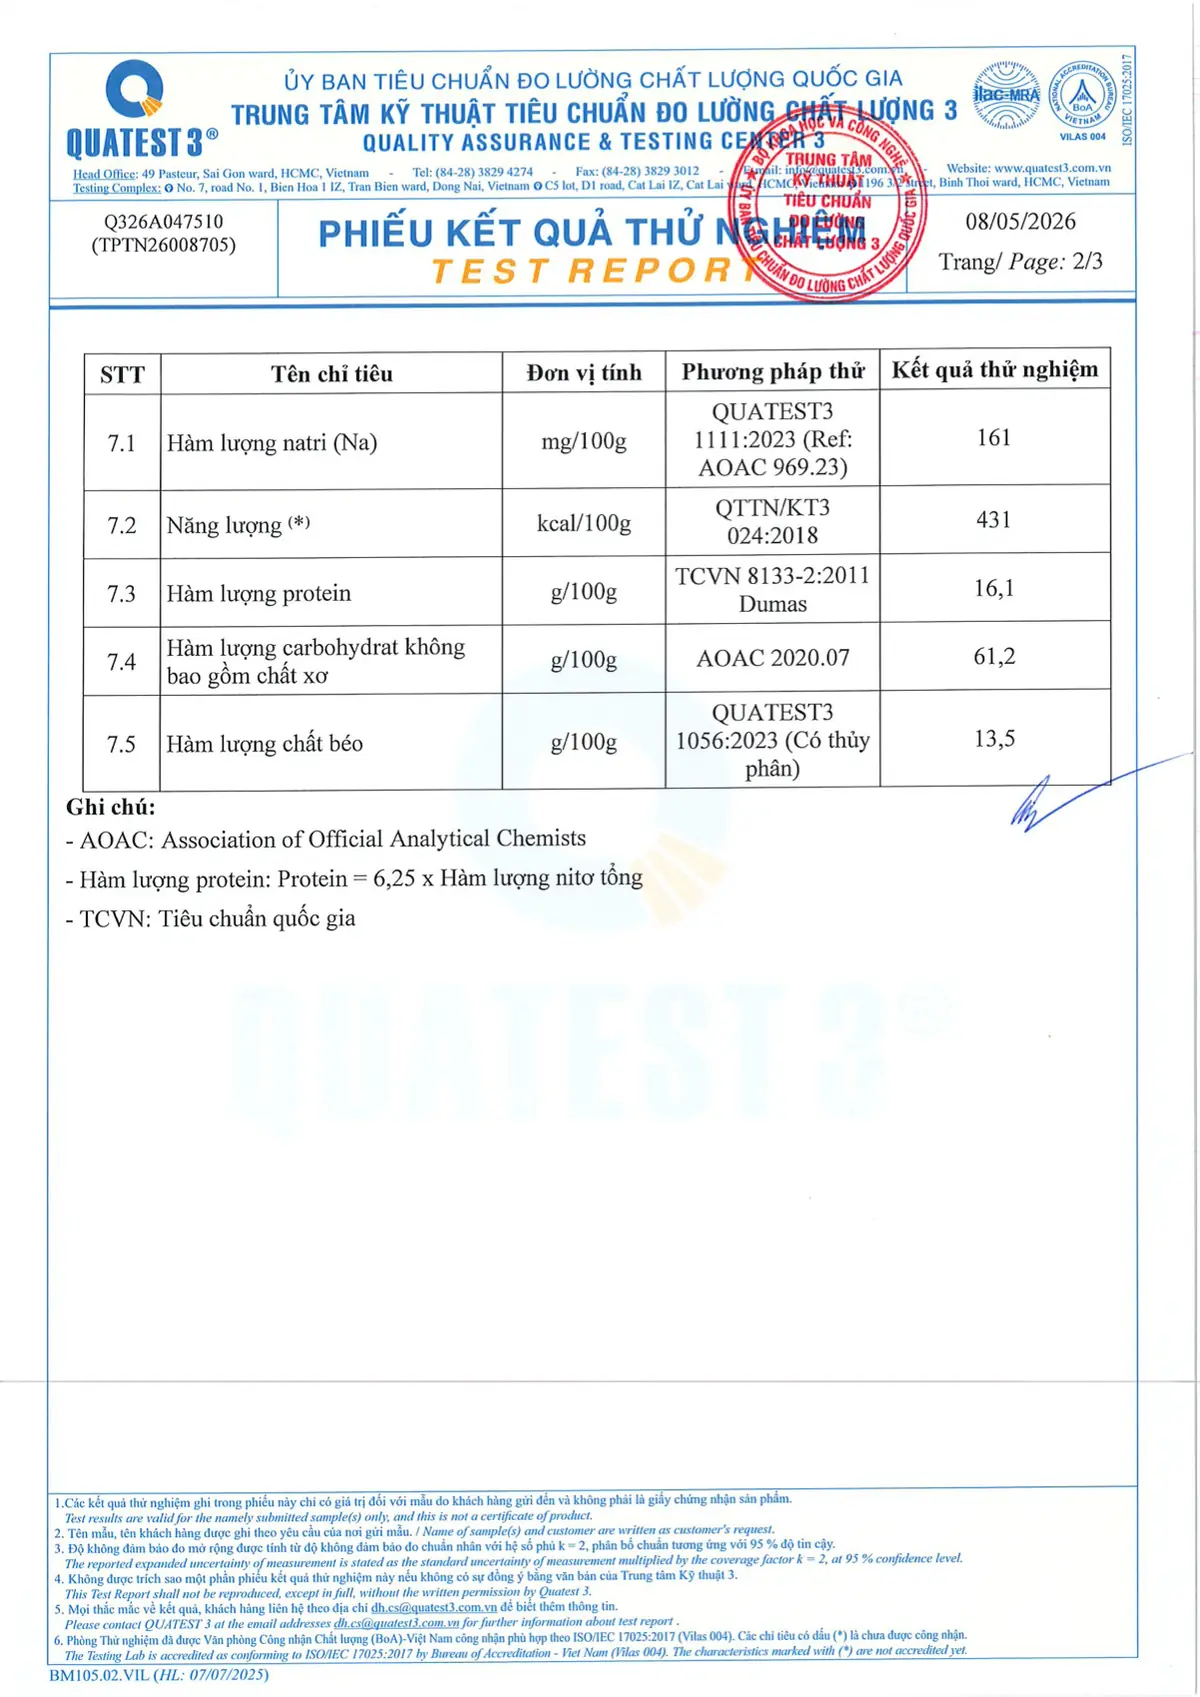 QUATEST 3®
ỦY BAN TIÊU CHUẨN ĐO LƯỜNG CHẤT LƯỢNG QUỐC GIA
TRUNG TÂM KỸ THUẬT TIÊU CHUẨN ĐO LƯỜNG CHẤT LƯỢNG 3
QUALITY ASSURANCE & TESTING CENTER 3
ilac-MRA
NATIONAL ACCREDITATION BUREAU
BoA
VIETNAM
VILAS 004
ISO/IEC 17025:2017
Head Office: 49 Pasteur, Sai Gon ward, HCMC, Vietnam - Tel: (84-28) 3829 4274 - Fax: (84-28) 3829 3012 - E-mail: info@quatest3.com.vn - Website: www.quatest3.com.vn
Testing Complex: ❶ No. 7, road No. 1, Bien Hoa 1 IZ, Tran Bien ward, Dong Nai, Vietnam ❷ C5 lot, D1 road, Cat Lai IZ, Cat Lai ward, HCMC, Vietnam 1196 3/2 Street, Binh Thoi ward, HCMC, Vietnam
BỘ KHOA HỌC VÀ CÔNG NGHỆ
ỦY BAN TIÊU CHUẨN ĐO LƯỜNG CHẤT LƯỢNG QUỐC GIA
TRUNG TÂM
KỸ THUẬT
TIÊU CHUẨN
ĐO LƯỜNG
CHẤT LƯỢNG 3
Q326A047510
(TPTN26008705)
PHIẾU KẾT QUẢ THỬ NGHIỆM
TEST REPORT
08/05/2026
Trang/ Page: 2/3
STT Tên chỉ tiêu Đơn vị tính Phương pháp thử Kết quả thử nghiệm
7.1 Hàm lượng natri (Na) mg/100g QUATEST3 1111:2023 (Ref: AOAC 969.23) 161
7.2 Năng lượng (*) kcal/100g QTTN/KT3 024:2018 431
7.3 Hàm lượng protein g/100g TCVN 8133-2:2011 Dumas 16,1
7.4 Hàm lượng carbohydrat không bao gồm chất xơ g/100g AOAC 2020.07 61,2
7.5 Hàm lượng chất béo g/100g QUATEST3 1056:2023 (Có thủy phân) 13,5
Ghi chú:
- AOAC: Association of Official Analytical Chemists
- Hàm lượng protein: Protein = 6,25 x Hàm lượng nitơ tổng
- TCVN: Tiêu chuẩn quốc gia
QUATEST 3®
1.Các kết quả thử nghiệm ghi trong phiếu này chỉ có giá trị đối với mẫu do khách hàng gửi đến và không phải là giấy chứng nhận sản phẩm.
Test results are valid for the namely submitted sample(s) only, and this is not a certificate of product.
2. Tên mẫu, tên khách hàng được ghi theo yêu cầu của nơi gửi mẫu. / Name of sample(s) and customer are written as customer's request.
3. Độ không đảm bảo đo mở rộng được tính từ độ không đảm bảo đo chuẩn nhân với hệ số phủ k = 2, phân bố chuẩn tương ứng với 95 % độ tin cậy.
The reported expanded uncertainty of measurement is stated as the standard uncertainty of measurement multiplied by the coverage factor k = 2, at 95 % confidence level.
4. Không được trích sao một phần phiếu kết quả thử nghiệm này nếu không có sự đồng ý bằng văn bản của Trung tâm Kỹ thuật 3.
This Test Report shall not be reproduced, except in full, without the written permission by Quatest 3.
5. Mọi thắc mắc về kết quả, khách hàng liên hệ theo địa chỉ dh.cs@quatest3.com.vn để biết thêm thông tin.
Please contact QUATEST 3 at the email addresses dh.cs@quatest3.com.vn for further information about test report .
6. Phòng Thử nghiệm đã được Văn phòng Công nhận Chất lượng (BoA)-Việt Nam công nhận phù hợp theo ISO/IEC 17025:2017 (Vilas 004). Các chỉ tiêu có dấu (*) là chưa được công nhận.
The Testing Lab is accredited as conforming to ISO/IEC 17025:2017 by Bureau of Accreditation - Viet Nam (Vilas 004). The characteristics marked with (*) are not accredited yet.
BM105.02.VIL (HL: 07/07/2025)